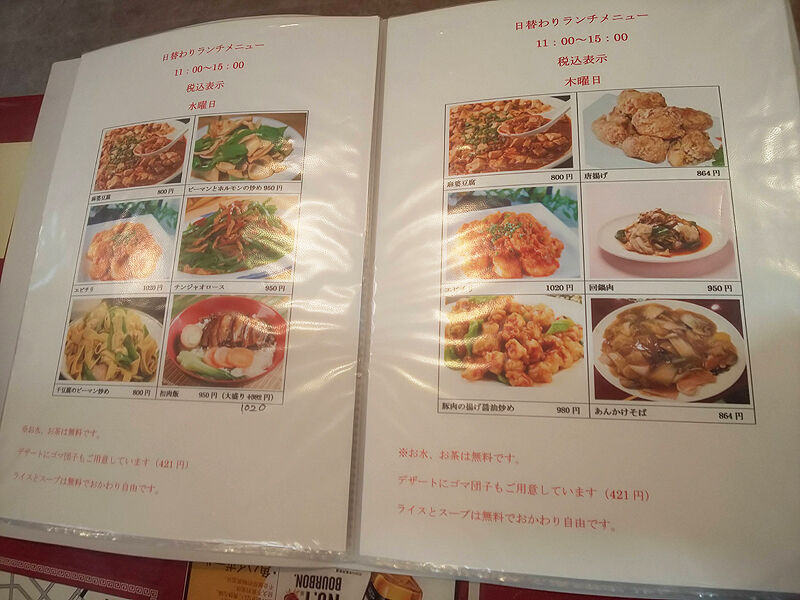 日替わりランチメニュー
11：00～15：00
税込表示
水曜日
麻婆豆腐 800円
ピーマンとホルモンの炒め 950円
エビチリ 1020円
チンジャオロース 950円
干豆腐のピーマン炒め 800円
扣肉飯 950円（大盛り+382円）
1020
※お水、お茶は無料です。
デザートにゴマ団子もご用意しています（421円）
ライスとスープは無料でおかわり自由です。
日替わりランチメニュー
11：00～15：00
税込表示
木曜日
麻婆豆腐 800円
唐揚げ 864円
エビチリ 1020円
回鍋肉 950円
豚肉の揚げ醤油炒め 980円
あんかけそば 864円
※お水、お茶は無料です。
デザートにゴマ団子もご用意しています（421円）
ライスとスープは無料でおかわり自由です。
NO.1
BOURBON.